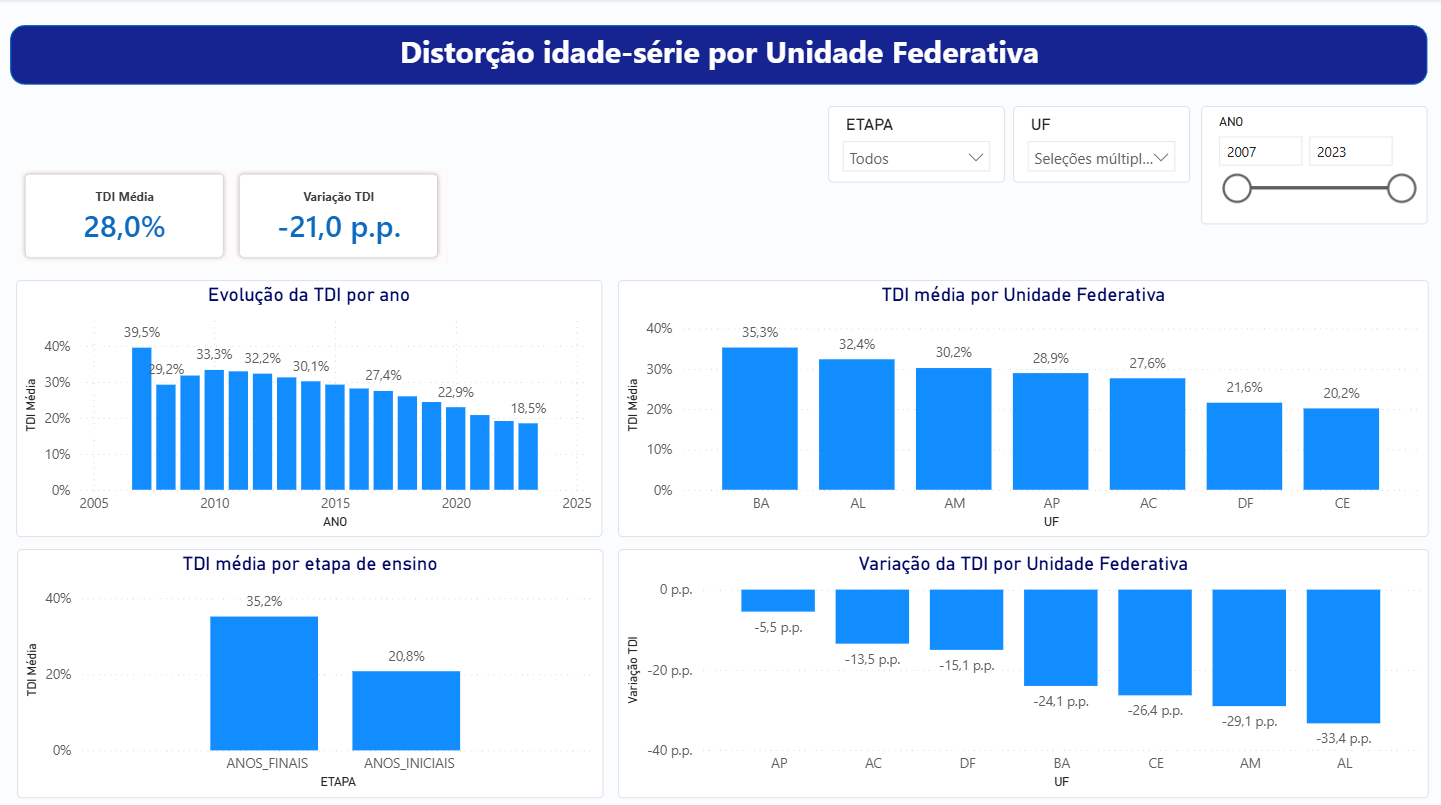 Distorção idade-série por Unidade Federativa
ETAPA
Todos
UF
Seleções múltipl...
ANO
2007 2023
TDI Média
28,0%
Variação TDI
-21,0 p.p.
Evolução da TDI por ano
TDI Média
40%
30%
20%
10%
0%
39,5%
29,2%
33,3%
32,2%
30,1%
27,4%
22,9%
18,5%
2005 2010 2015 2020 2025
ANO
TDI média por Unidade Federativa
TDI Média
40%
30%
20%
10%
0%
35,3%
32,4%
30,2%
28,9%
27,6%
21,6%
20,2%
BA AL AM AP AC DF CE
UF
TDI média por etapa de ensino
TDI Média
40%
20%
0%
35,2%
20,8%
ANOS_FINAIS ANOS_INICIAIS
ETAPA
Variação da TDI por Unidade Federativa
Variação TDI
0 p.p.
-20 p.p.
-40 p.p.
-5,5 p.p.
-13,5 p.p.
-15,1 p.p.
-24,1 p.p.
-26,4 p.p.
-29,1 p.p.
-33,4 p.p.
AP AC DF BA CE AM AL
UF